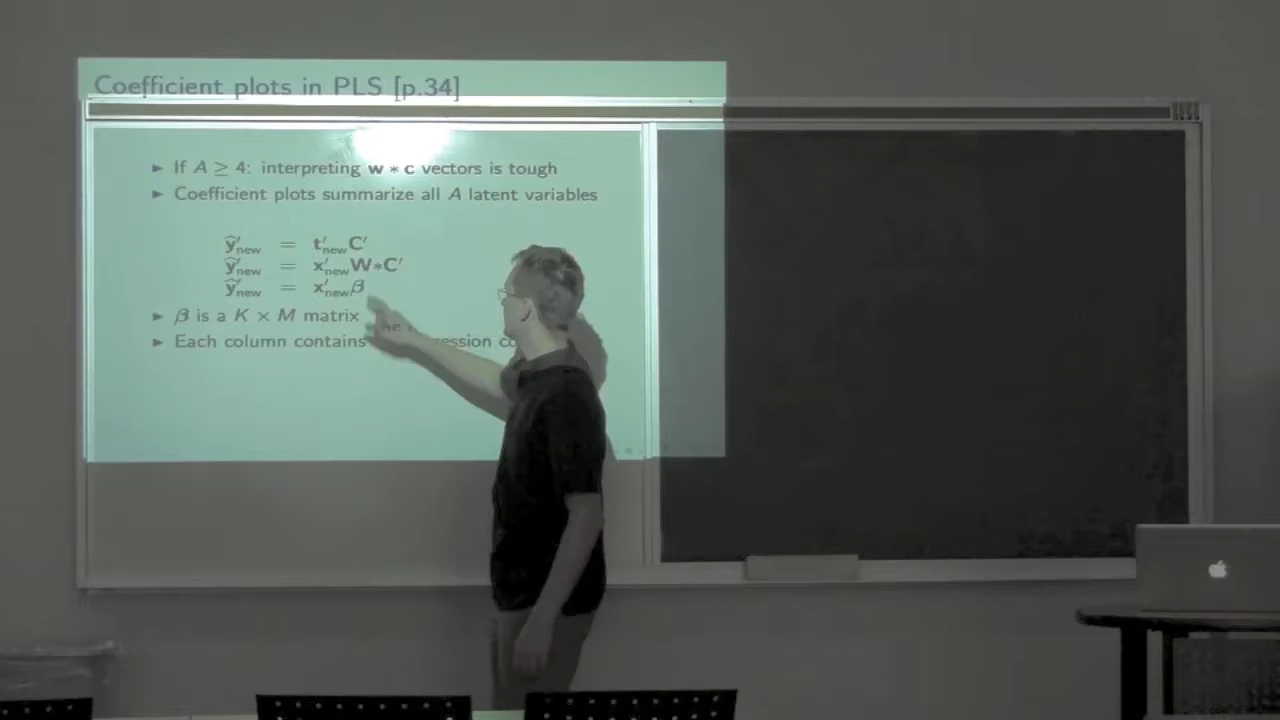 Coefficient plots in PLS [p.34]
► If A ≥ 4: interpreting w∗c vectors is tough
► Coefficient plots summarize all A latent variables
ŷ′new = t′newC′
ŷ′new = x′newW∗C′
ŷ′new = x′newβ
► β is a K × M matrix
► Each column contains